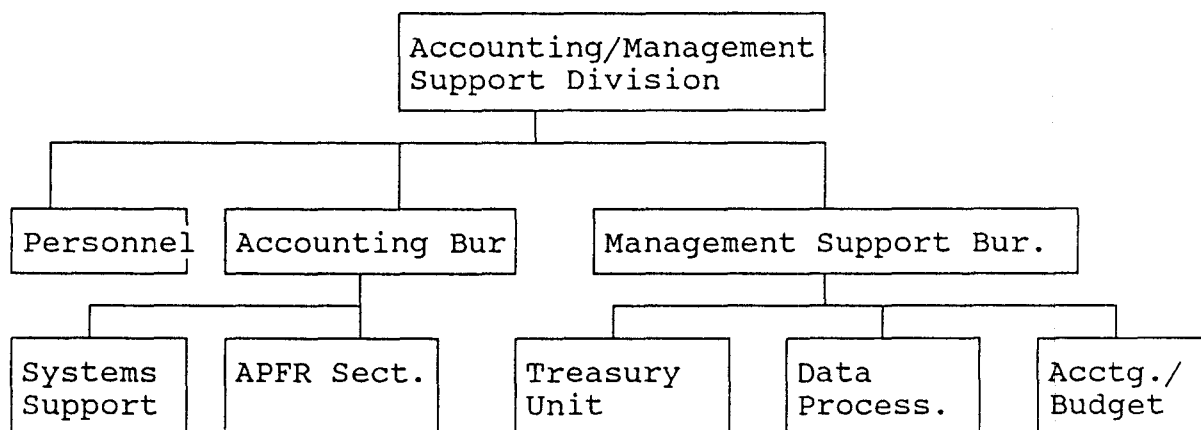 Accounting/Management
Support Division
Personnel
Accounting Bur
Management Support Bur.
Systems
Support
APFR Sect.
Treasury
Unit
Data
Process.
Acctg./
Budget